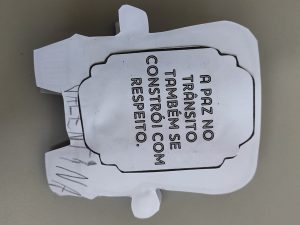 A PAZ NO
TRÂNSITO
TAMBÉM SE
CONSTRÓI COM
RESPEITO.